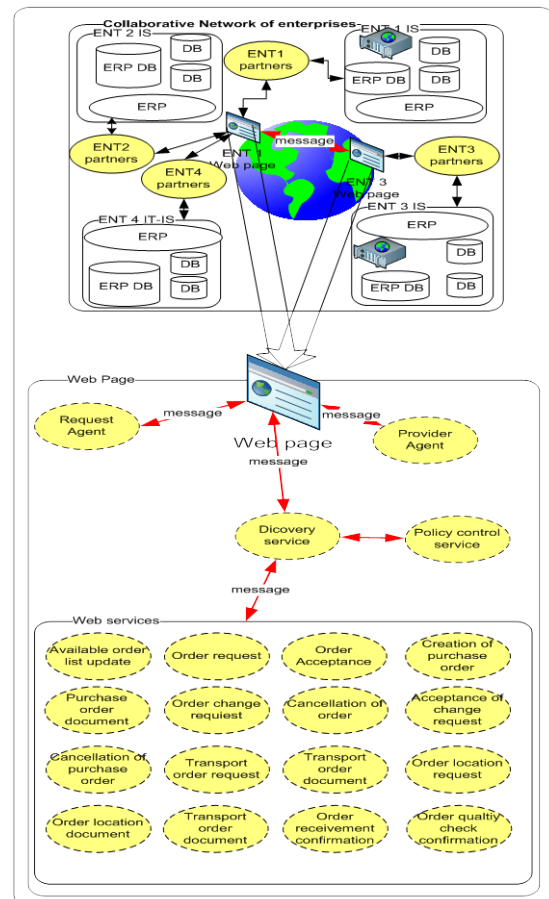 Collaborative Network of enterprises
ENT 2 IS
DB
ERP DB
DB
ERP
ENT1
partners
ENT 1 IS
DB
ERP DB
DB
ERP
ENT2
partners
ENT4
partners
message
ENT 1
Web page
ENT 3
Web page
ENT3
partners
ENT 4 IT-IS
ERP
DB
ERP DB
DB
ENT 3 IS
ERP
DB
ERP DB
DB
Web Page
Request
Agent
message
message
Provider
Agent
Web page
message
Dicovery
service
Policy control
service
message
Web services
Available order
list update
Order request
Order
Acceptance
Creation of
purchase
order
Purchase
order
document
Order change
requiest
Cancellation of
order
Acceptance of
change
request
Cancellation of
purchase
order
Transport
order request
Transport
order document
Order location
request
Order location
document
Transport
order
document
Order
receivement
confirmation
Order qualtiy
check
confirmation